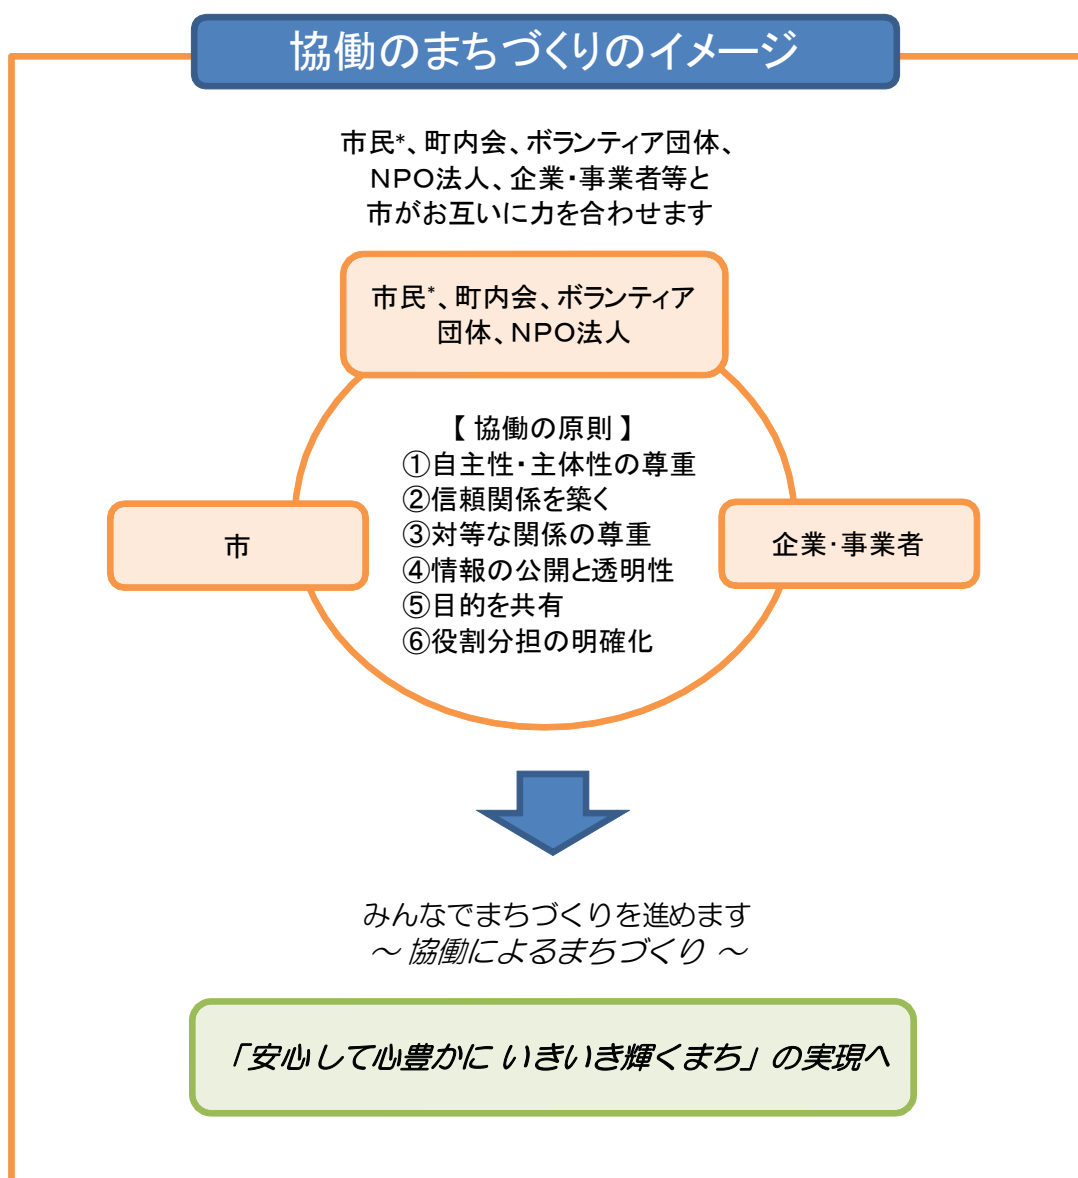 協働のまちづくりのイメージ
市民*、町内会、ボランティア団体、
NPO法人、企業・事業者等と
市がお互いに力を合わせます
市民*、町内会、ボランティア
団体、NPO法人
【 協働の原則 】
①自主性・主体性の尊重
②信頼関係を築く
③対等な関係の尊重
④情報の公開と透明性
⑤目的を共有
⑥役割分担の明確化
市
企業・事業者
みんなでまちづくりを進めます
～ 協働によるまちづくり ～
「安心して心豊かに いきいき輝くまち」の実現へ